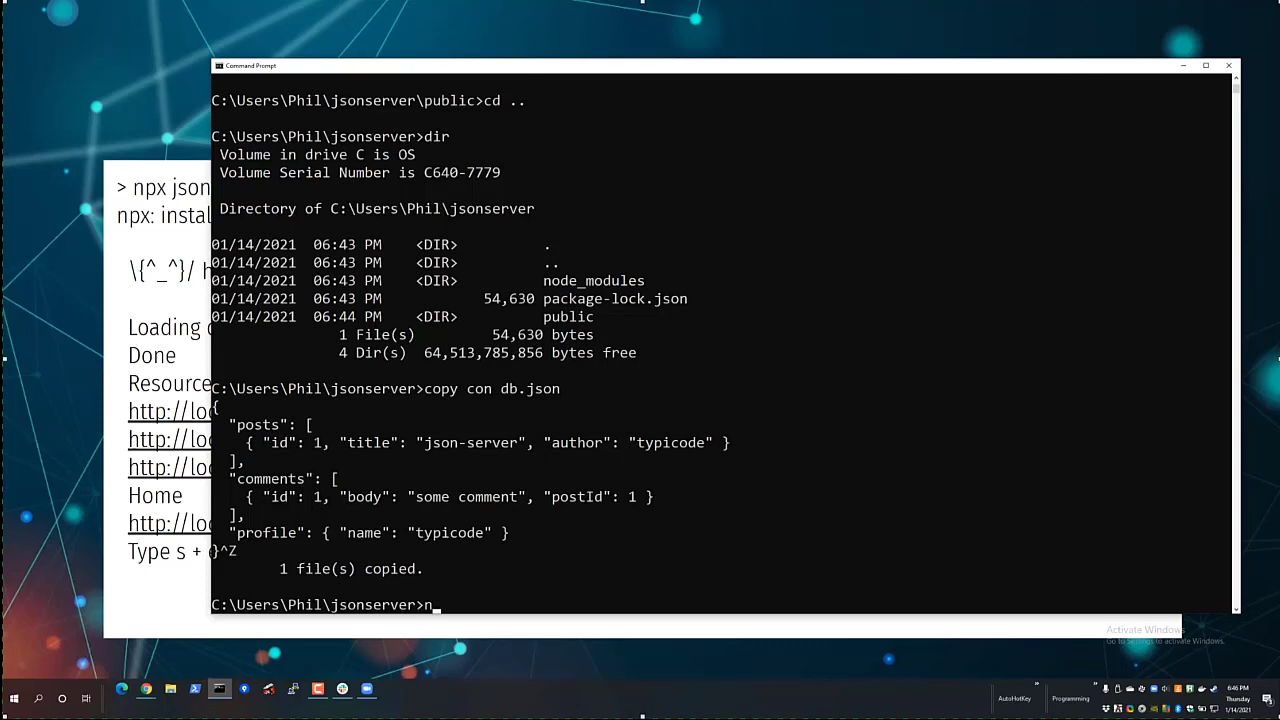 Command Prompt
C:\Users\Phil\jsonserver\public>cd ..
C:\Users\Phil\jsonserver>dir
Volume in drive C is OS
Volume Serial Number is C640-7779
Directory of C:\Users\Phil\jsonserver
01/14/2021  06:43 PM    <DIR>          .
01/14/2021  06:43 PM    <DIR>          ..
01/14/2021  06:43 PM    <DIR>          node_modules
01/14/2021  06:43 PM            54,630 package-lock.json
01/14/2021  06:44 PM    <DIR>          public
1 File(s)         54,630 bytes
4 Dir(s)  64,513,785,856 bytes free
C:\Users\Phil\jsonserver>copy con db.json
{
  "posts": [
    { "id": 1, "title": "json-server", "author": "typicode" }
  ],
  "comments": [
    { "id": 1, "body": "some comment", "postId": 1 }
  ],
  "profile": { "name": "typicode" }
}^Z
        1 file(s) copied.
C:\Users\Phil\jsonserver>n
> npx json
npx: instal
\{^_^}/ h
Loading
Done
Resource
http://loc
http://loc
http://loc
Home
http://loc
Type s +
Activate Windows
Go to Settings to activate Windows.
AutoHotKey
Programming
6:46 PM
Thursday
1/14/2021